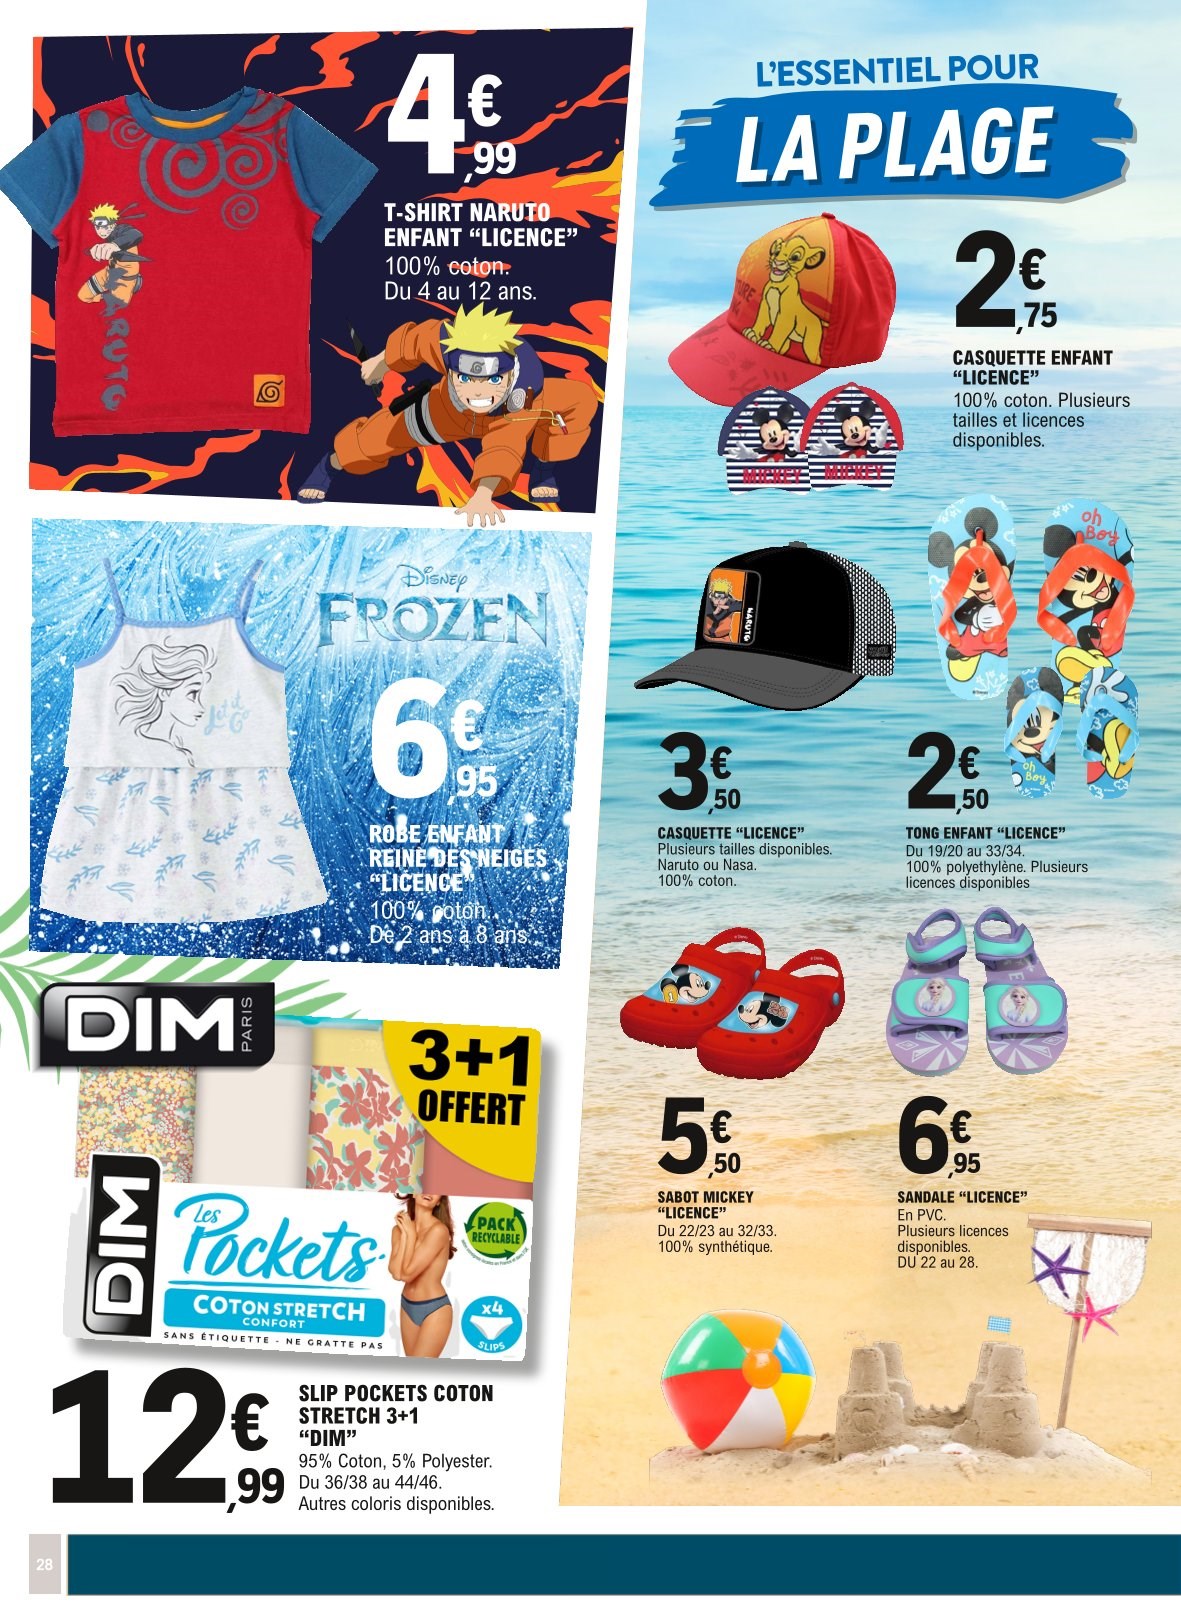 4€,99
T-SHIRT NARUTO
ENFANT “LICENCE”
100% coton.
Du 4 au 12 ans.
NARUTO
DISNEY
FROZEN
Let it Go
6€,95
ROBE ENFANT
REINE DES NEIGES
“LICENCE”
100% coton.
De 2 ans à 8 ans.
DIM
PARIS
3+1
OFFERT
DIM
Les
Pockets
COTON STRETCH
CONFORT
SANS ÉTIQUETTE - NE GRATTE PAS
PACK
RECYCLABLE
x4
SLIPS
12€,99
SLIP POCKETS COTON
STRETCH 3+1
“DIM”
95% Coton, 5% Polyester.
Du 36/38 au 44/46.
Autres coloris disponibles.
L’ESSENTIEL POUR
LA PLAGE
2€,75
CASQUETTE ENFANT
“LICENCE”
100% coton. Plusieurs
tailles et licences
disponibles.
MICKEY
MICKEY
NARUTO
3€,50
CASQUETTE “LICENCE”
Plusieurs tailles disponibles.
Naruto ou Nasa.
100% coton.
oh
Boy
oh
Boy
2€,50
TONG ENFANT “LICENCE”
Du 19/20 au 33/34.
100% polyethylène. Plusieurs
licences disponibles
5€,50
SABOT MICKEY
“LICENCE”
Du 22/23 au 32/33.
100% synthétique.
6€,95
SANDALE “LICENCE”
En PVC.
Plusieurs licences
disponibles.
DU 22 au 28.
28